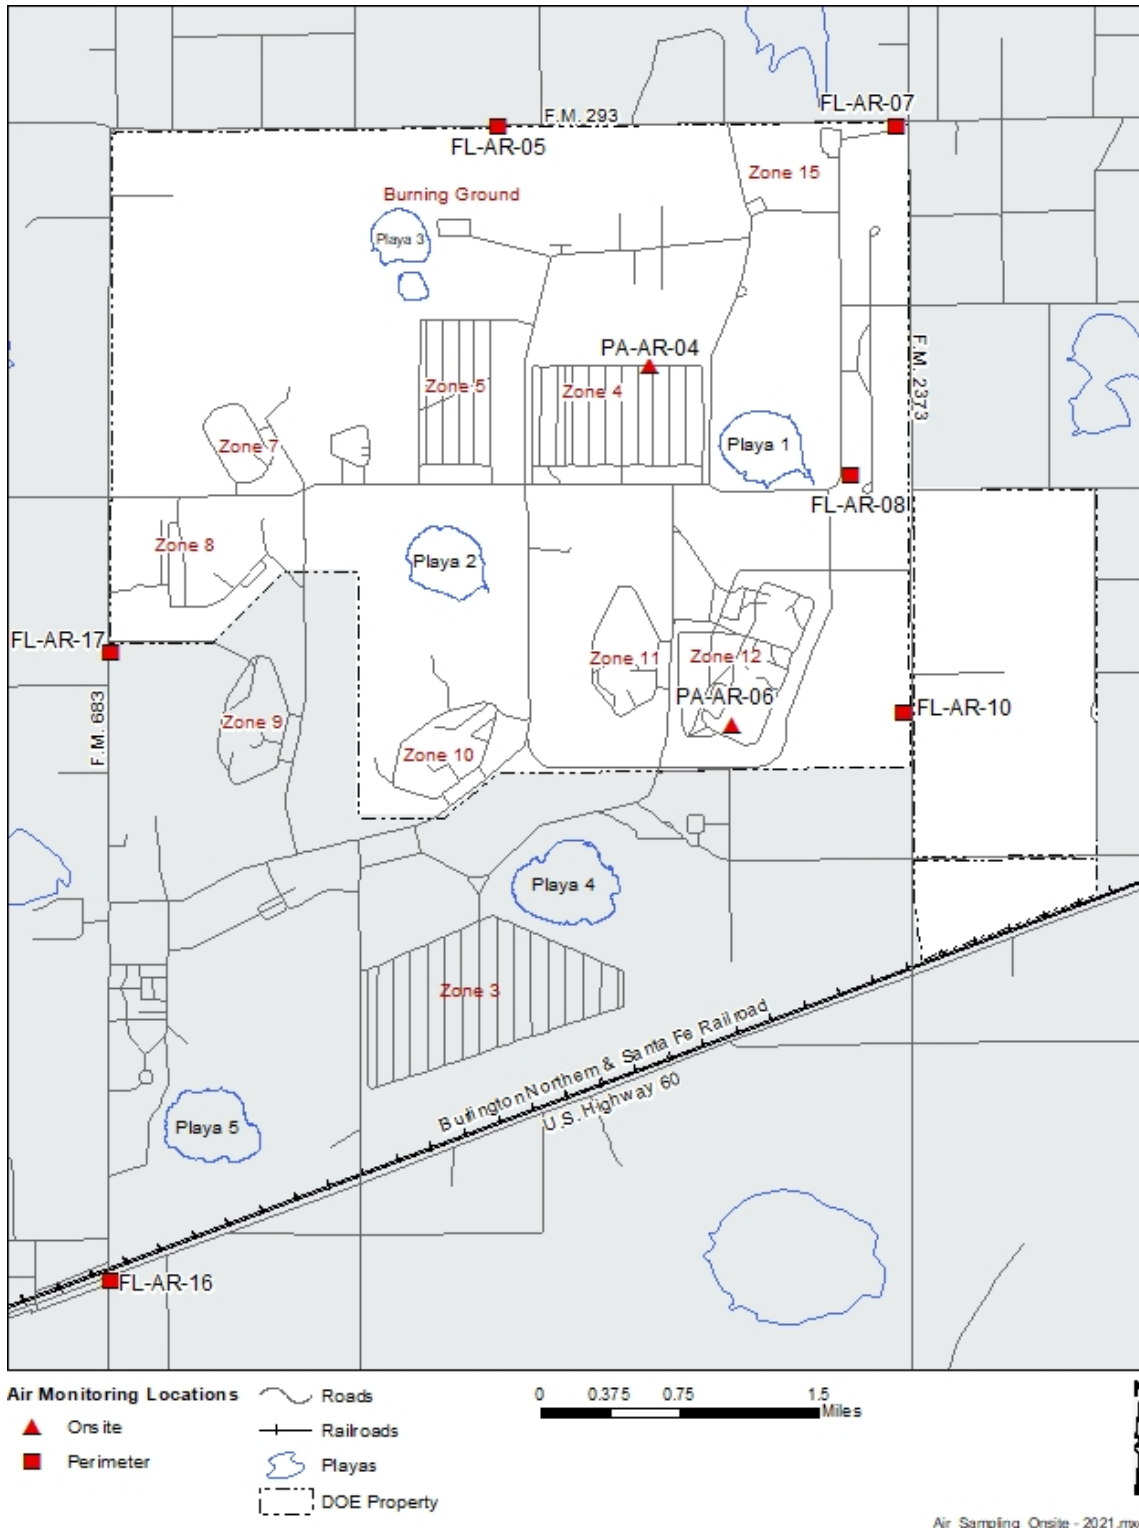 FL-AR-07
F.M. 293
FL-AR-05
Zone 15
Burning Ground
Playa 3
PA-AR-04
F.M. 2373
Zone 5
Zone 4
Zone 7
Playa 1
FL-AR-08
Zone 8
Playa 2
FL-AR-17
Zone 11
Zone 12
PA-AR-06
F.M. 683
Zone 9
FL-AR-10
Zone 10
Playa 4
Zone 3
Burlington Northern & Santa Fe Railroad
U.S. Highway 60
Playa 5
FL-AR-16
Air Monitoring Locations
Onsite
Perimeter
Roads
Railroads
Playas
DOE Property
0 0.375 0.75 1.5
Miles
Air_Sampling_Onsite - 2021